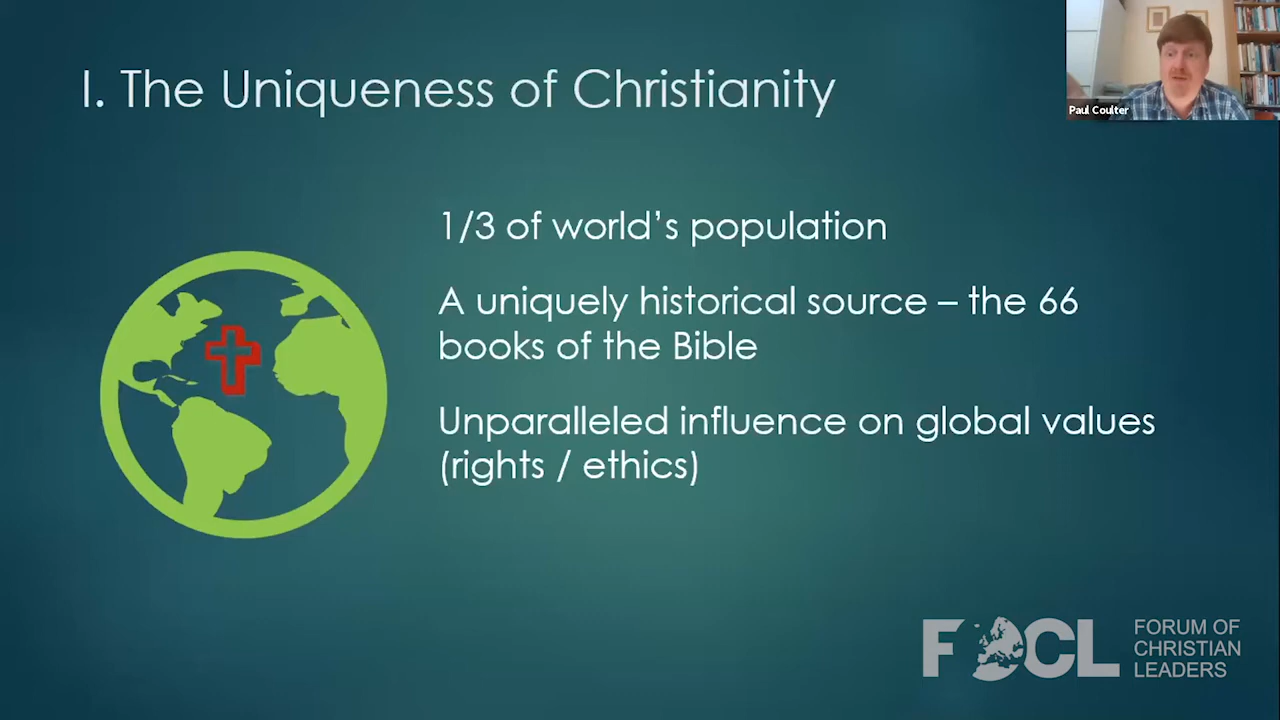 I. The Uniqueness of Christianity
Paul Coulter
1/3 of world's population
A uniquely historical source – the 66
books of the Bible
Unparalleled influence on global values
(rights / ethics)
FOCL
FORUM OF
CHRISTIAN
LEADERS